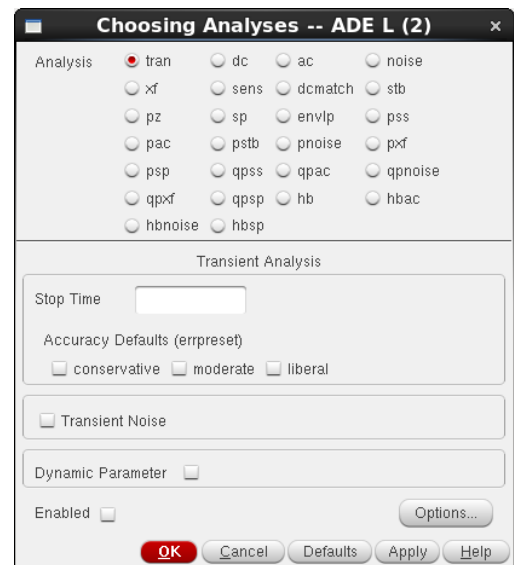 Choosing Analyses -- ADE L (2)
Analysis tran dc ac noise
xf sens dcmatch stb
pz sp envlp pss
pac pstb pnoise pxf
psp qpss qpac qpnoise
qpxf qpsp hb hbac
hbnoise hbsp
Transient Analysis
Stop Time
Accuracy Defaults (errpreset)
conservative moderate liberal
Transient Noise
Dynamic Parameter
Enabled Options...
OK Cancel Defaults Apply Help